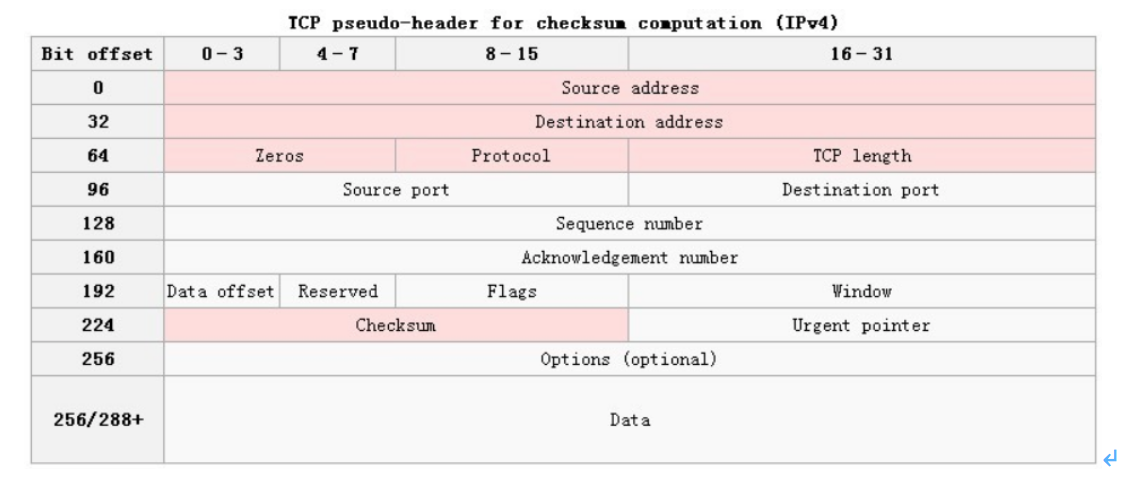 TCP pseudo-header for checksum computation (IPv4)
Bit offset 0-3 4-7 8-15 16-31
0 Source address
32 Destination address
64 Zeros Protocol TCP length
96 Source port Destination port
128 Sequence number
160 Acknowledgement number
192 Data offset Reserved Flags Window
224 Checksum Urgent pointer
256 Options (optional)
256/288+ Data